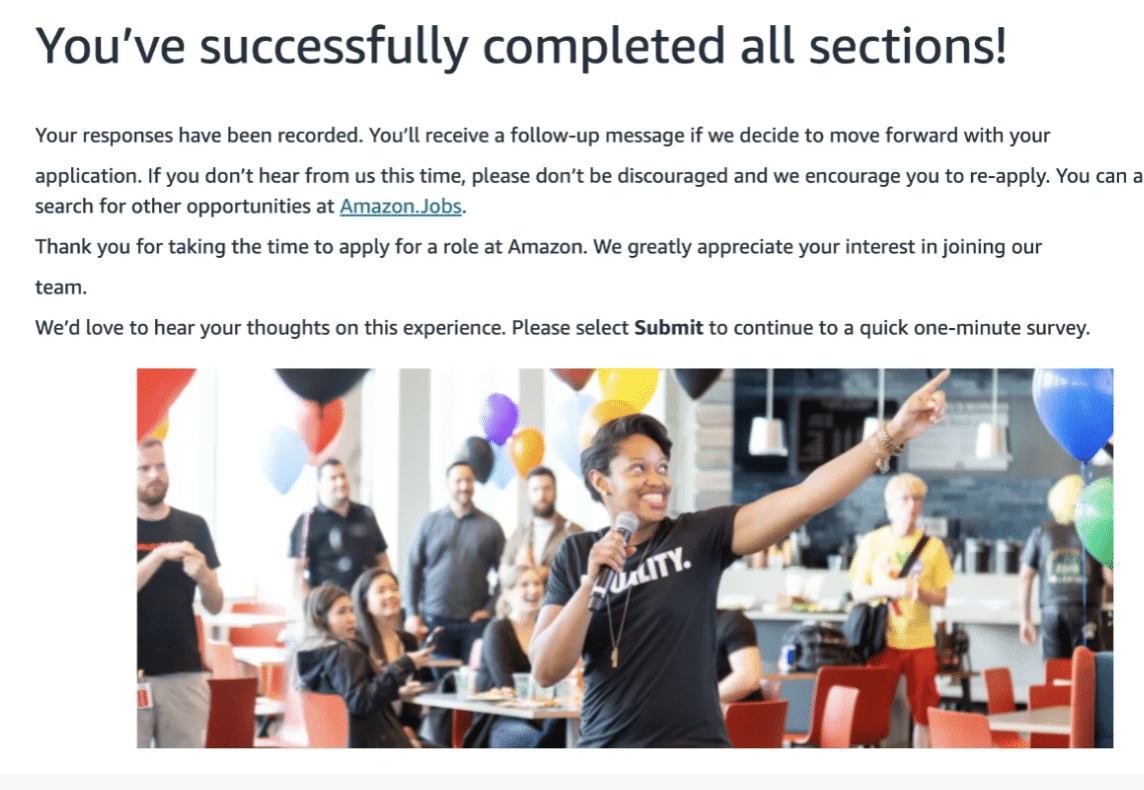 You’ve successfully completed all sections!
Your responses have been recorded. You’ll receive a follow-up message if we decide to move forward with your
application. If you don’t hear from us this time, please don’t be discouraged and we encourage you to re-apply. You can a
search for other opportunities at Amazon.Jobs.
Thank you for taking the time to apply for a role at Amazon. We greatly appreciate your interest in joining our
team.
We’d love to hear your thoughts on this experience. Please select Submit to continue to a quick one-minute survey.
UALITY.